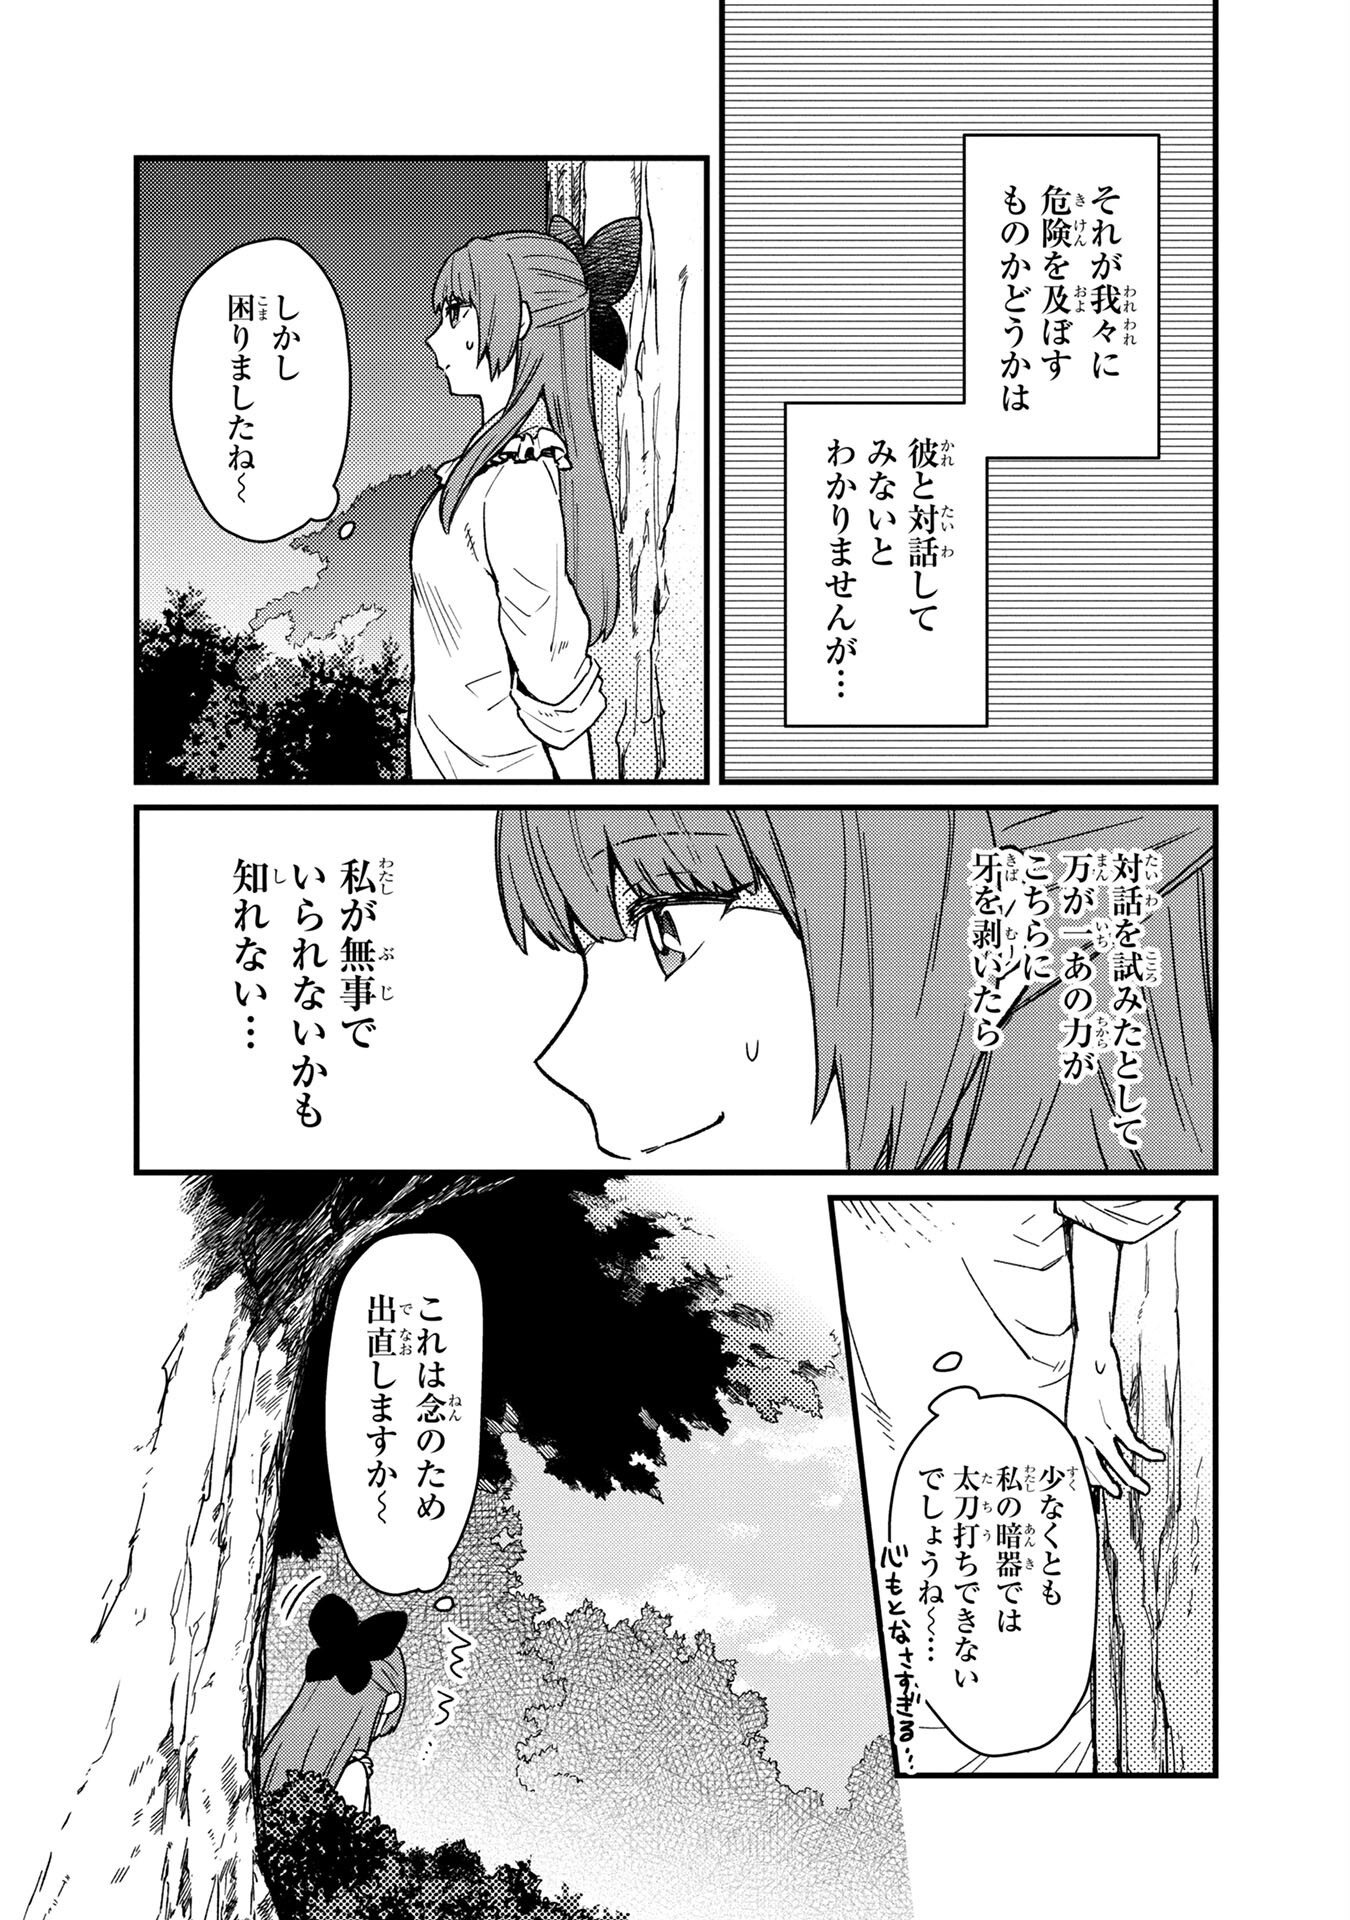 それが我々に
危険を及ぼす
ものかどうかは
彼と対話して
みないと
わかりませんが…
しかし
困りましたね～
対話を試みたとして
万が一あの力が
こちらに
牙を剥いたら
私が無事で
いられないかも
知れない…
少なくとも
私の暗器では
太刀打ちできない
でしょうね～…
心もとなさすぎる…
これは念のため
出直しますか～